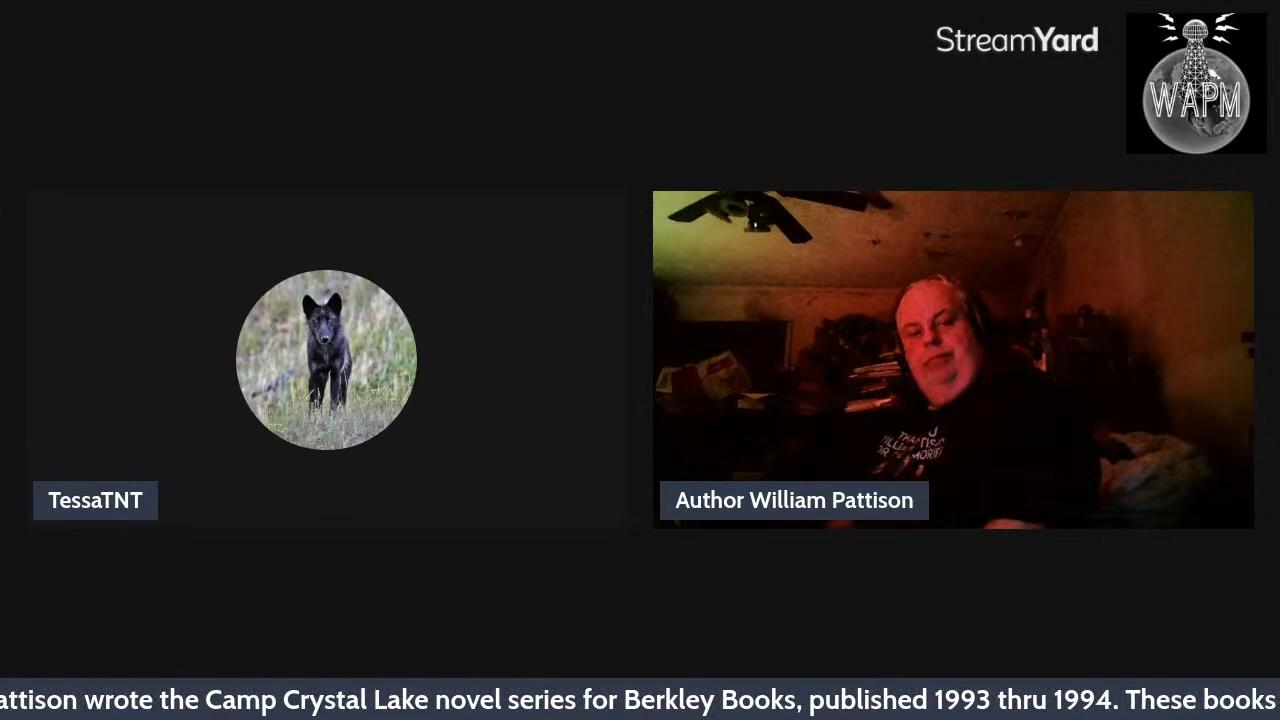 StreamYard
WAPM
TessaTNT
Author William Pattison
attison wrote the Camp Crystal Lake novel series for Berkley Books, published 1993 thru 1994. These books